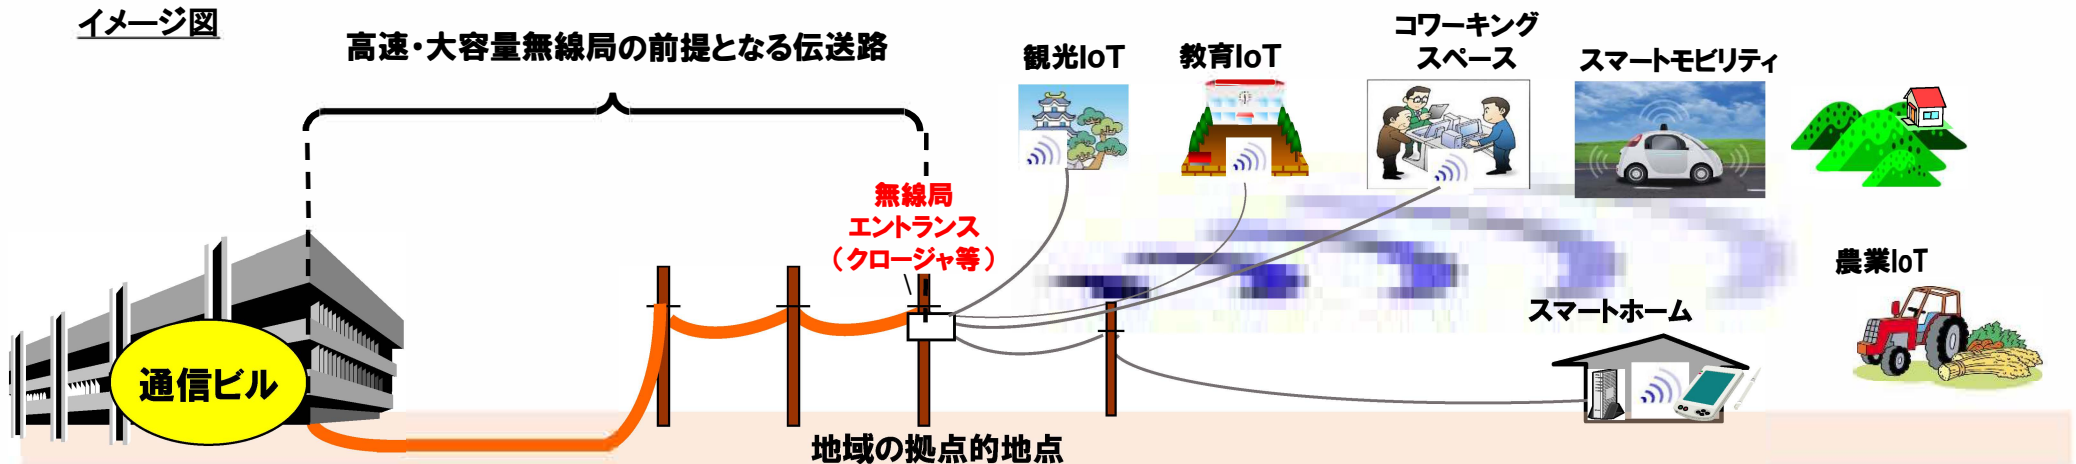 イメージ図
高速・大容量無線局の前提となる伝送路
観光IoT
教育IoT
コワーキング
スペース
スマートモビリティ
無線局
エントランス
（クロージャ等）
農業IoT
スマートホーム
通信ビル
地域の拠点的地点